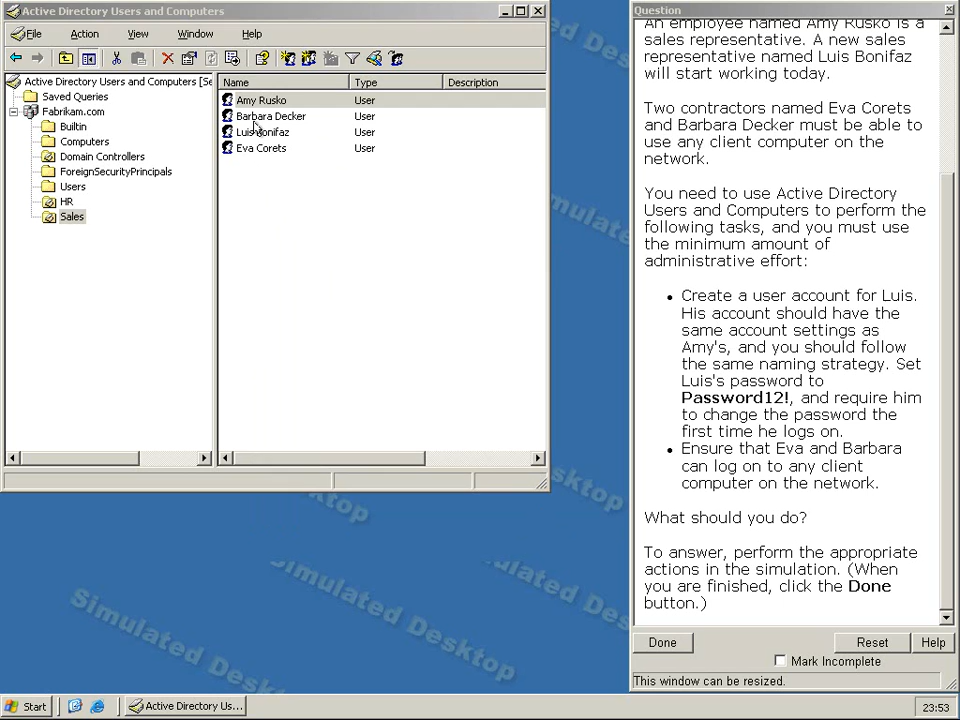 Active Directory Users and Computers
File Action View Window Help
Active Directory Users and Computers [Se
Saved Queries
Fabrikam.com
Builtin
Computers
Domain Controllers
ForeignSecurityPrincipals
Users
HR
Sales
Name Type Description
Amy Rusko User
Barbara Decker User
Luis Bonifaz User
Eva Corets User
Question
An employee named Amy Rusko is a
sales representative. A new sales
representative named Luis Bonifaz
will start working today.
Two contractors named Eva Corets
and Barbara Decker must be able to
use any client computer on the
network.
You need to use Active Directory
Users and Computers to perform the
following tasks, and you must use
the minimum amount of
administrative effort:
• Create a user account for Luis.
His account should have the
same account settings as
Amy's, and you should follow
the same naming strategy. Set
Luis's password to
Password12!, and require him
to change the password the
first time he logs on.
• Ensure that Eva and Barbara
can log on to any client
computer on the network.
What should you do?
To answer, perform the appropriate
actions in the simulation. (When
you are finished, click the Done
button.)
Done Reset Help
Mark Incomplete
This window can be resized.
Simulated Desktop
Simulated Desktop
Start Active Directory Us... 23:53